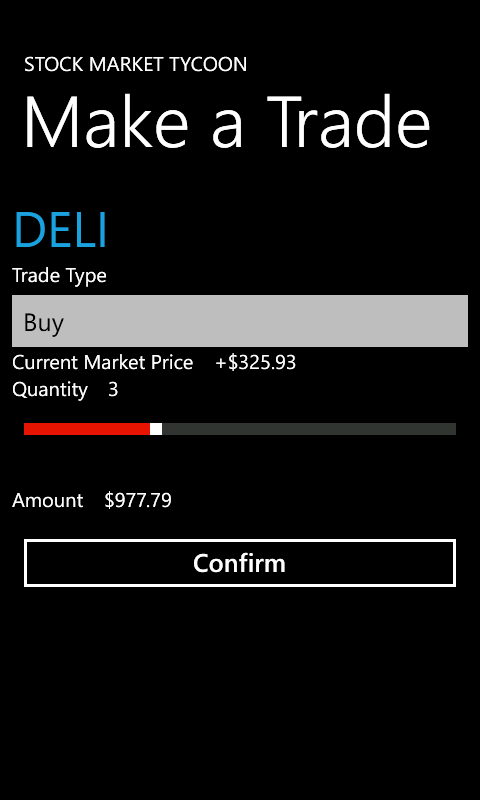 STOCK MARKET TYCOON
Make a Trade
DELI
Trade Type
Buy
Current Market Price +$325.93
Quantity 3
Amount $977.79
Confirm